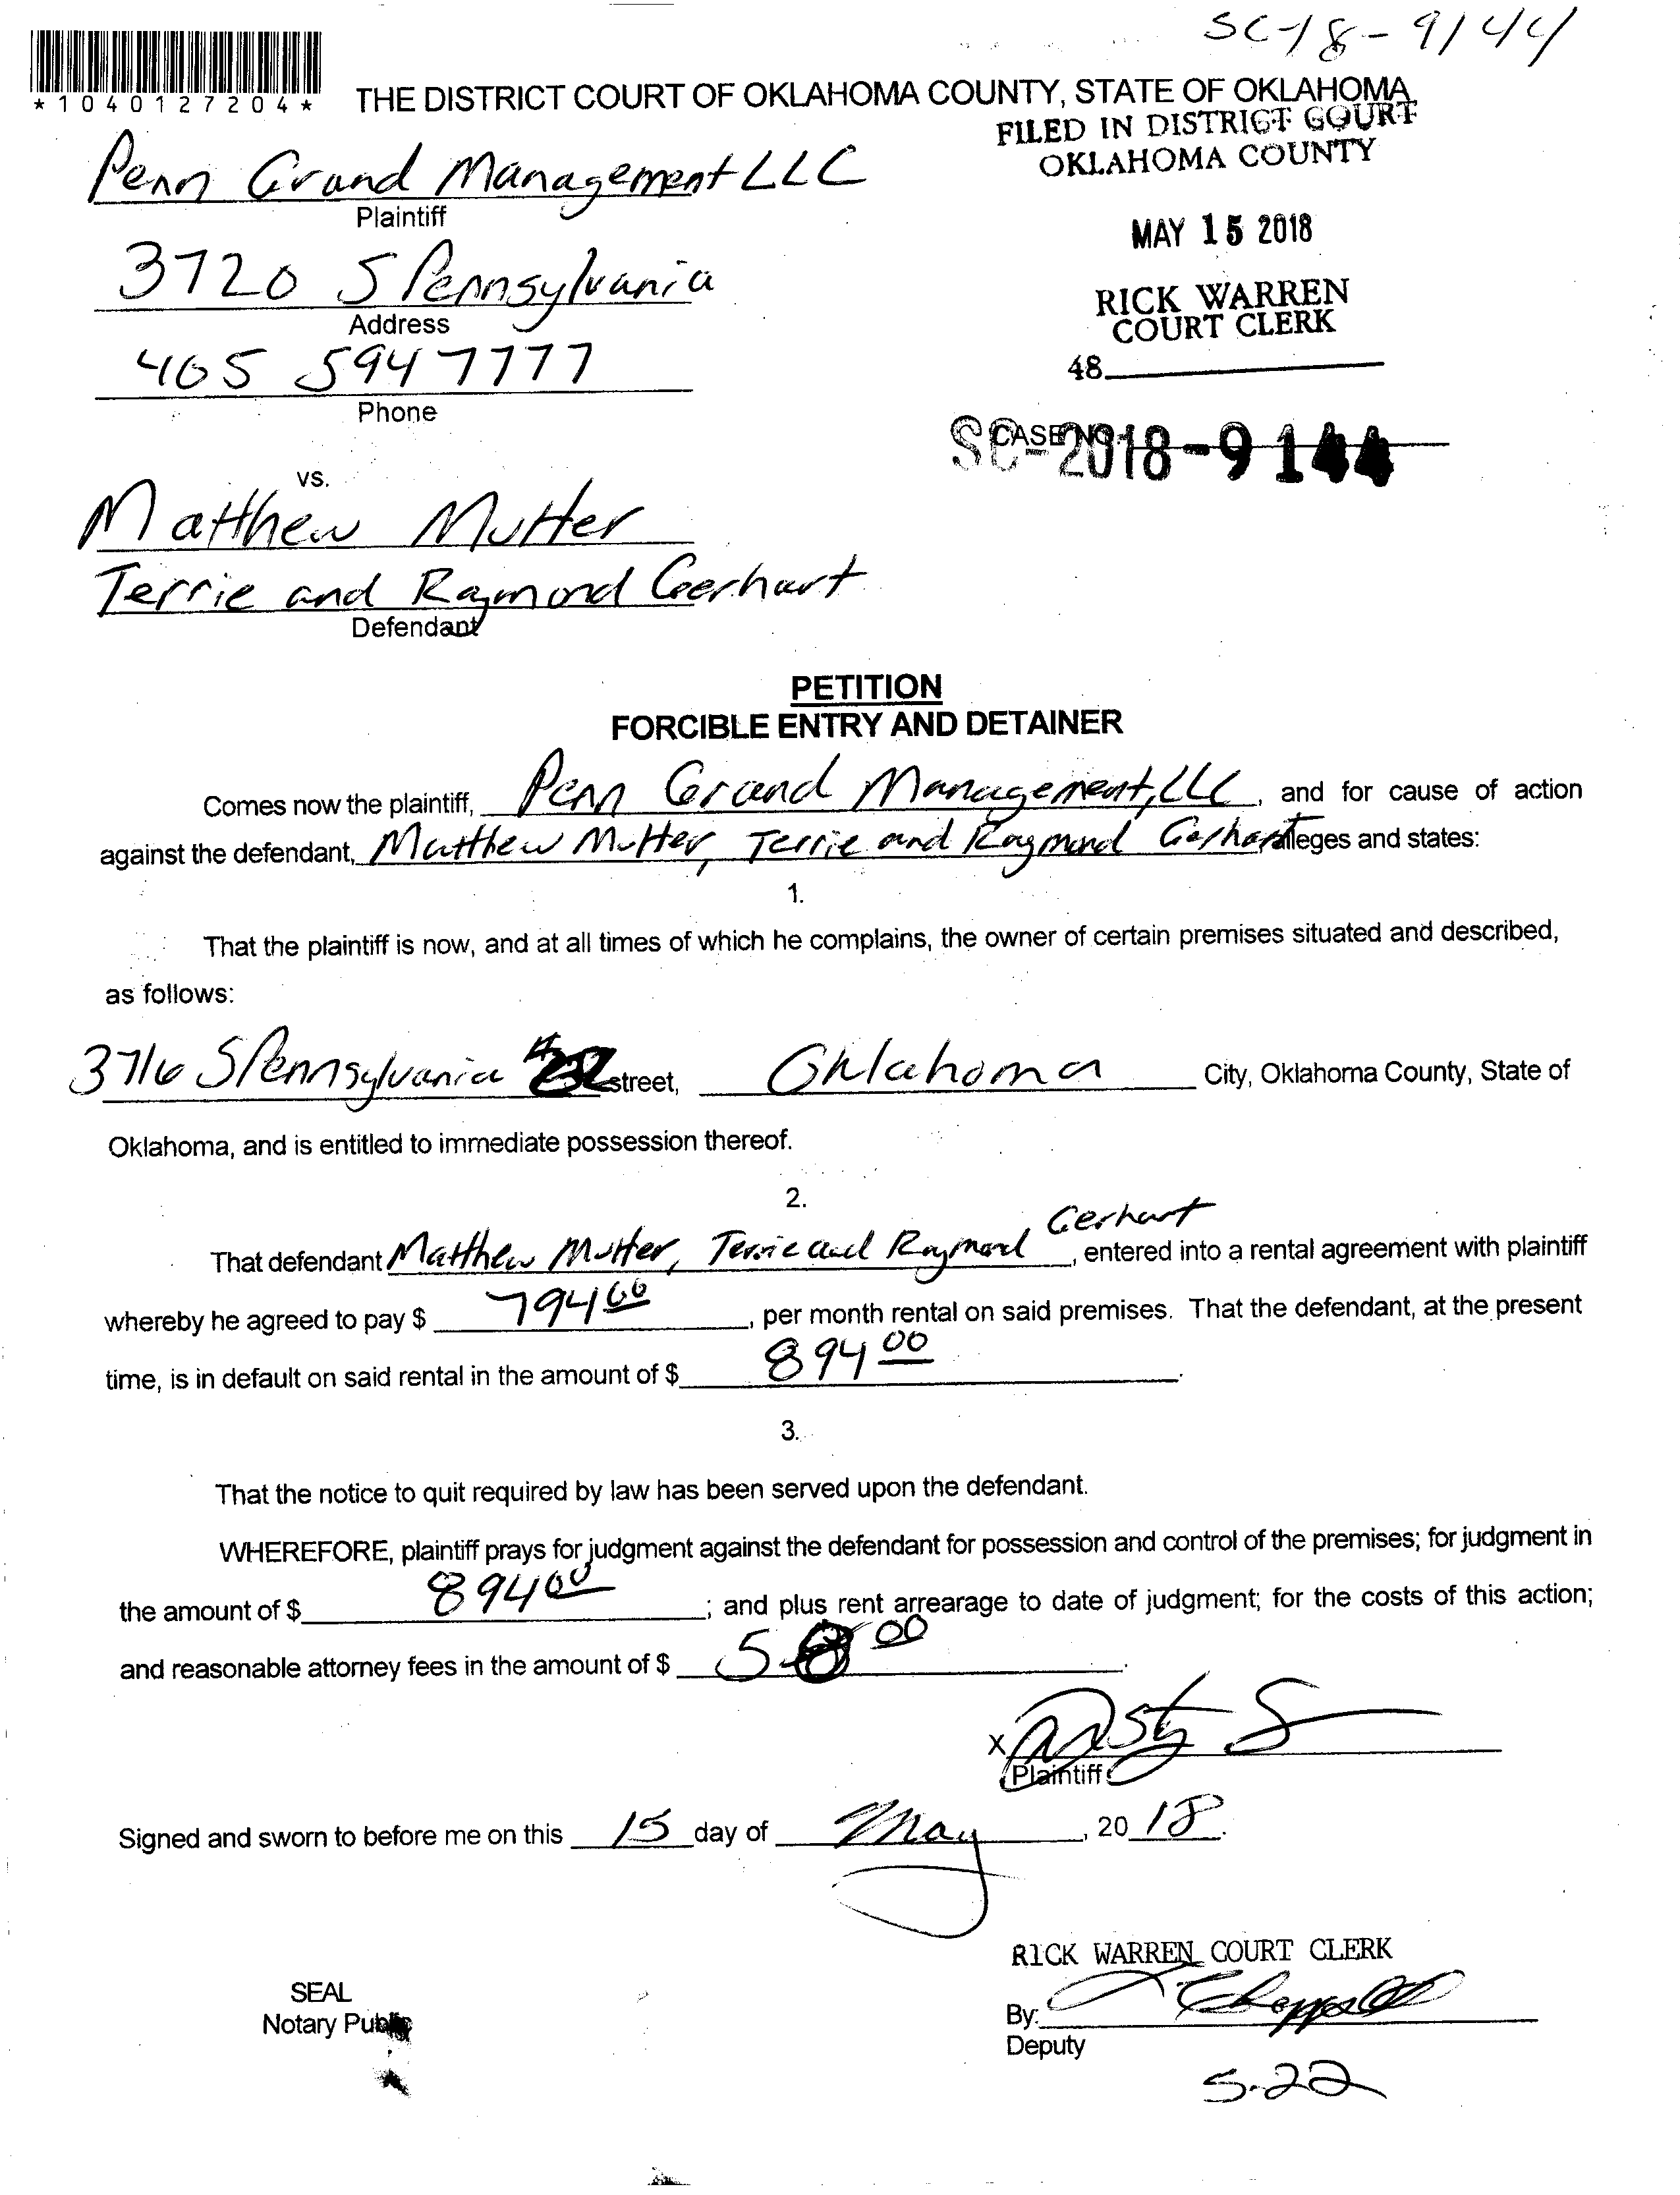 SC-18-9144
*1040127204*
THE DISTRICT COURT OF OKLAHOMA COUNTY, STATE OF OKLAHOMA
FILED IN DISTRICT COURT
OKLAHOMA COUNTY
Penn Grand Management LLC
Plaintiff
MAY 15 2018
3720 S Pennsylvania
Address
RICK WARREN
COURT CLERK
405 594 7777
Phone
48
CASE NO.
SC-2018-9144
vs.
Matthew Mutter
Terrie and Raymond Gerhart
Defendant
PETITION
FORCIBLE ENTRY AND DETAINER
Comes now the plaintiff, Penn Grand Management, LLC, and for cause of action
against the defendant, Matthew Mutter, Terrie and Raymond Gerhart alleges and states:
1.
That the plaintiff is now, and at all times of which he complains, the owner of certain premises situated and described,
as follows:
3716 S Pennsylvania # street, Oklahoma City, Oklahoma County, State of
Oklahoma, and is entitled to immediate possession thereof.
2.
That defendant Matthew Mutter, Terrie and Raymond Gerhart, entered into a rental agreement with plaintiff
whereby he agreed to pay $ 794 00, per month rental on said premises. That the defendant, at the present
time, is in default on said rental in the amount of $ 894 00.
3.
That the notice to quit required by law has been served upon the defendant.
WHEREFORE, plaintiff prays for judgment against the defendant for possession and control of the premises; for judgment in
the amount of $ 894 00; and plus rent arrearage to date of judgment; for the costs of this action;
and reasonable attorney fees in the amount of $ 00.
X
Plaintiff
Signed and sworn to before me on this 15 day of May, 2018.
RICK WARREN COURT CLERK
SEAL
Notary Public
By:
Deputy
5-22